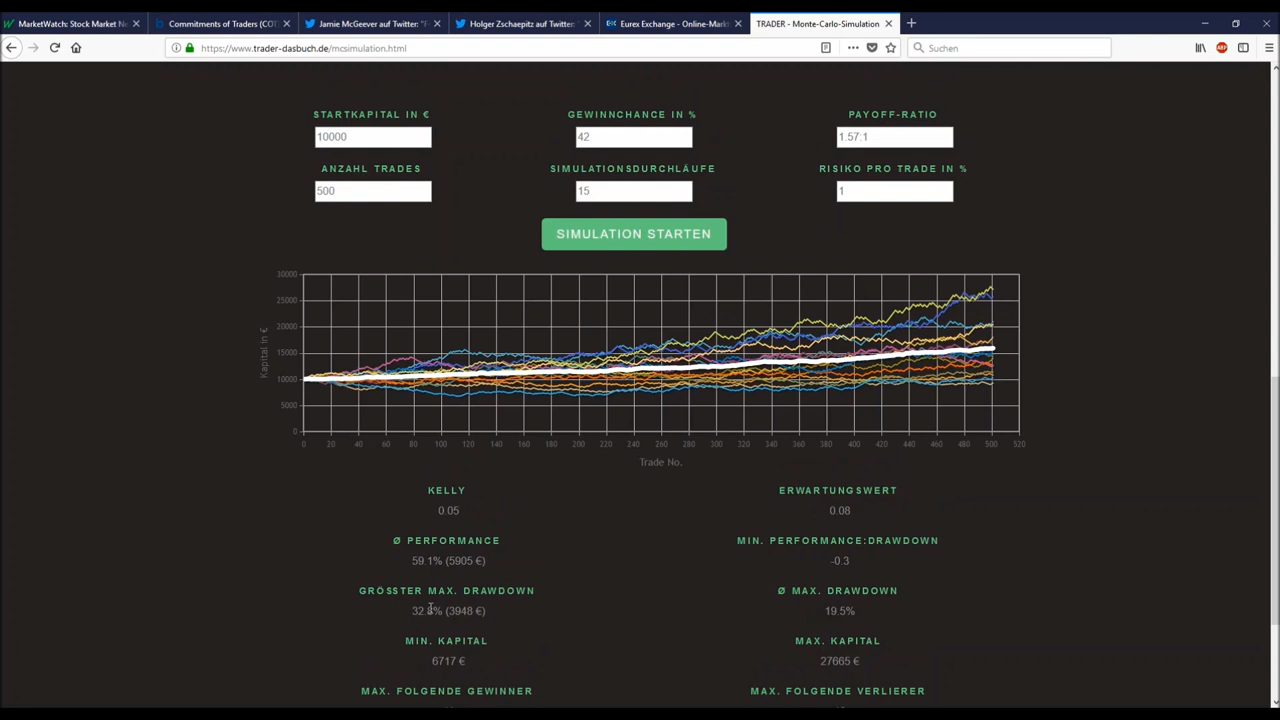 MarketWatch: Stock Market Ne
Commitments of Traders (COT
Jamie McGeever auf Twitter: "F
Holger Zschaepitz auf Twitter: "
Eurex Exchange - Online-Markt
TRADER - Monte-Carlo-Simulation
https://www.trader-dasbuch.de/mcsimulation.html
Suchen
ABP
STARTKAPITAL IN € GEWINNCHANCE IN % PAYOFF-RATIO
10000 42 1.57:1
ANZAHL TRADES SIMULATIONSDURCHLÄUFE RISIKO PRO TRADE IN %
500 15 1
SIMULATION STARTEN
30000
25000
20000
15000
10000
5000
0
Kapital in €
0 20 40 60 80 100 120 140 160 180 200 220 240 260 280 300 320 340 360 380 400 420 440 460 480 500 520
Trade No.
KELLY ERWARTUNGSWERT
0.05 0.08
Ø PERFORMANCE MIN. PERFORMANCE:DRAWDOWN
59.1% (5905 €) -0.3
GRÖSSTER MAX. DRAWDOWN Ø MAX. DRAWDOWN
(3948 €) 19.5%
MIN. KAPITAL MAX. KAPITAL
6717 € 27665 €
MAX. FOLGENDE GEWINNER MAX. FOLGENDE VERLIERER